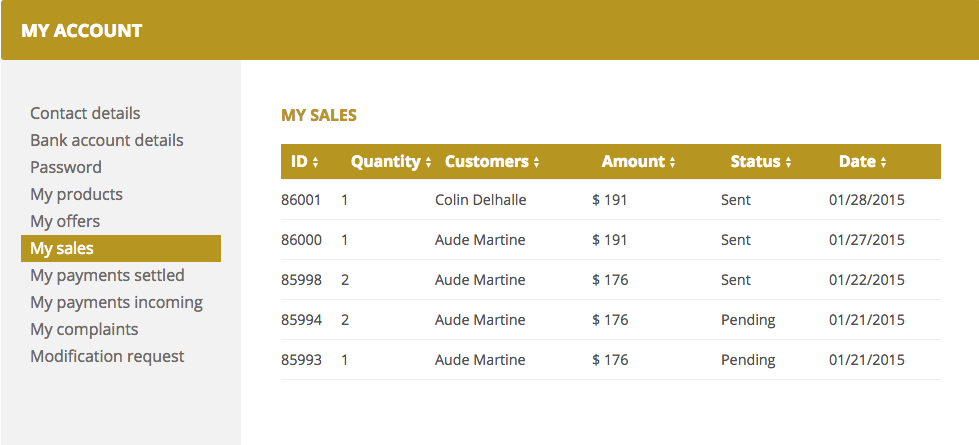 MY ACCOUNT
Contact details
Bank account details
Password
My products
My offers
My sales
My payments settled
My payments incoming
My complaints
Modification request
MY SALES
ID Quantity Customers Amount Status Date
86001 1 Colin Delhalle $ 191 Sent 01/28/2015
86000 1 Aude Martine $ 191 Sent 01/27/2015
85998 2 Aude Martine $ 176 Sent 01/22/2015
85994 2 Aude Martine $ 176 Pending 01/21/2015
85993 1 Aude Martine $ 176 Pending 01/21/2015